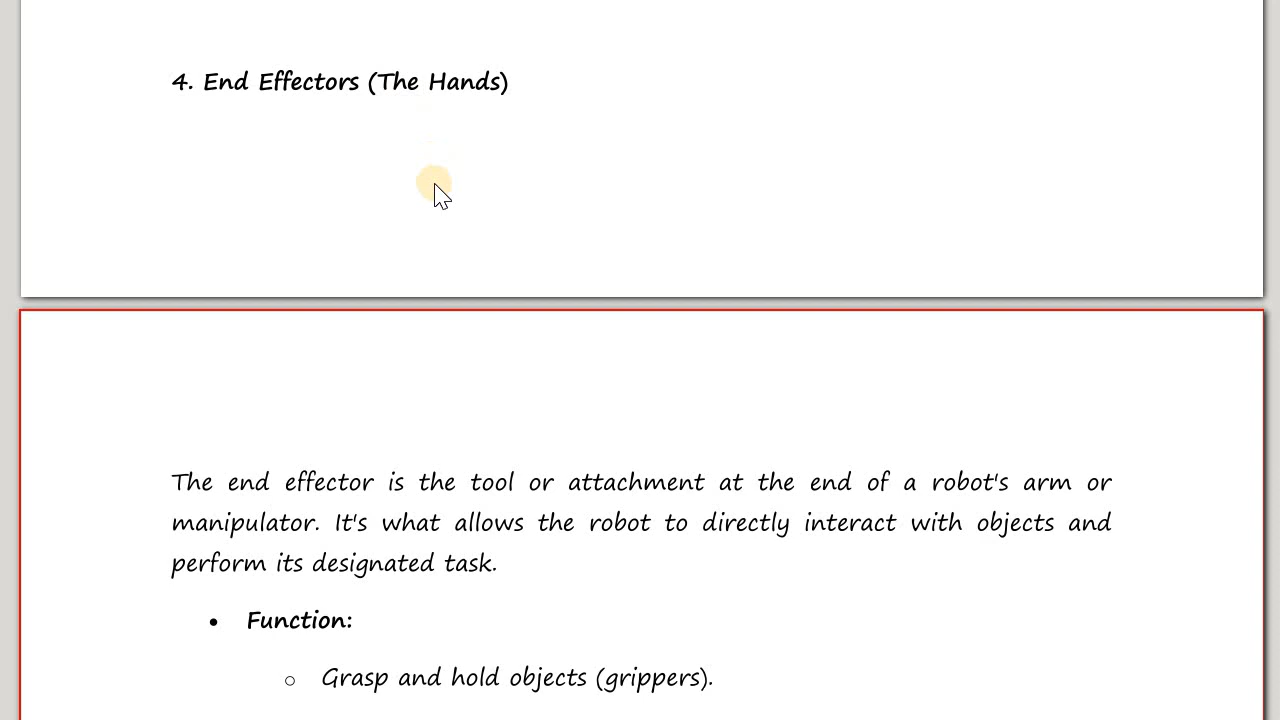 4. End Effectors (The Hands)
The end effector is the tool or attachment at the end of a robot's arm or
manipulator. It's what allows the robot to directly interact with objects and
perform its designated task.
• Function:
○ Grasp and hold objects (grippers).